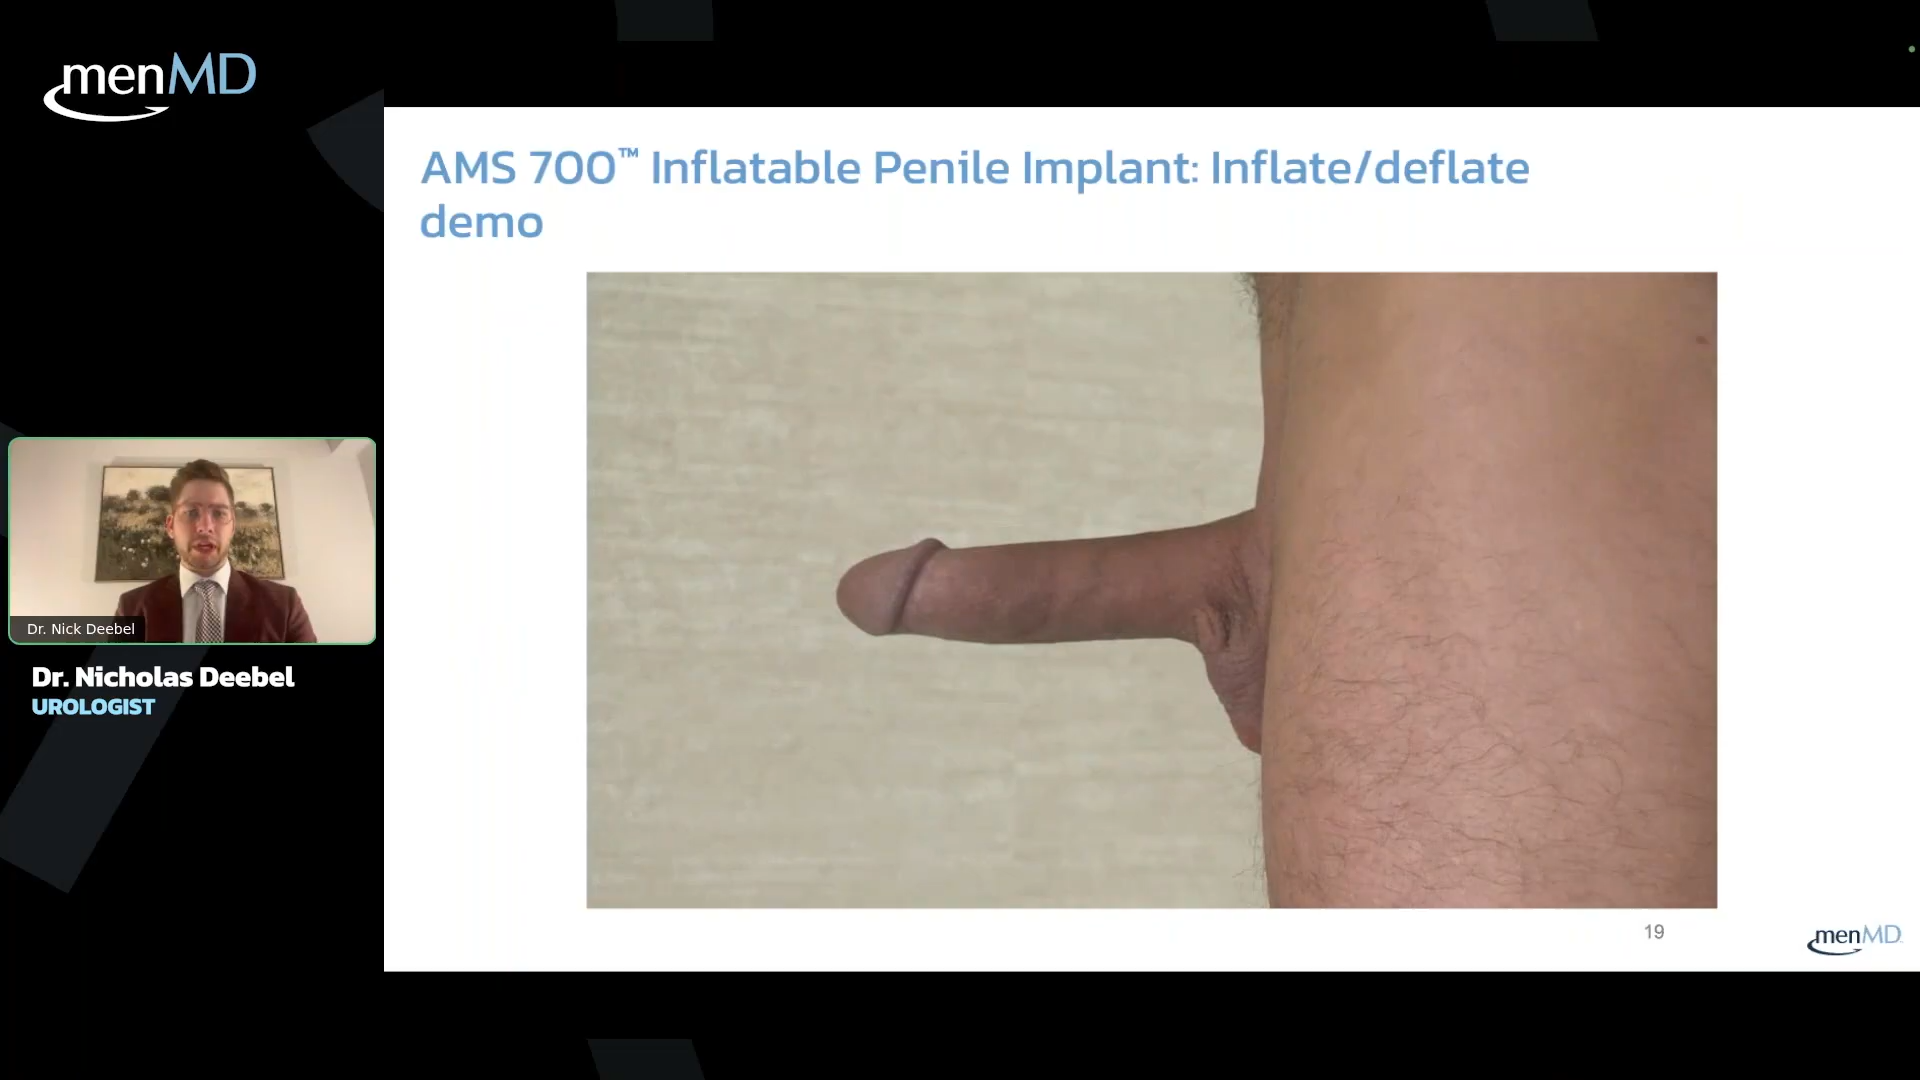 menMD
AMS 700™ Inflatable Penile Implant: Inflate/deflate
demo
Dr. Nick Deebel
Dr. Nicholas Deebel
UROLOGIST
19
menMD